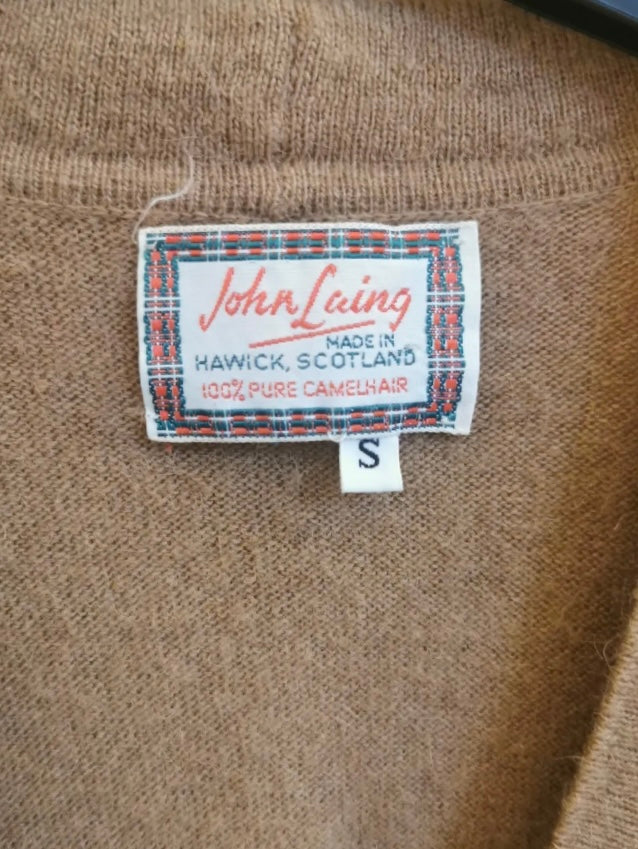 John Laing
MADE IN
HAWICK, SCOTLAND
100% PURE CAMELHAIR
S